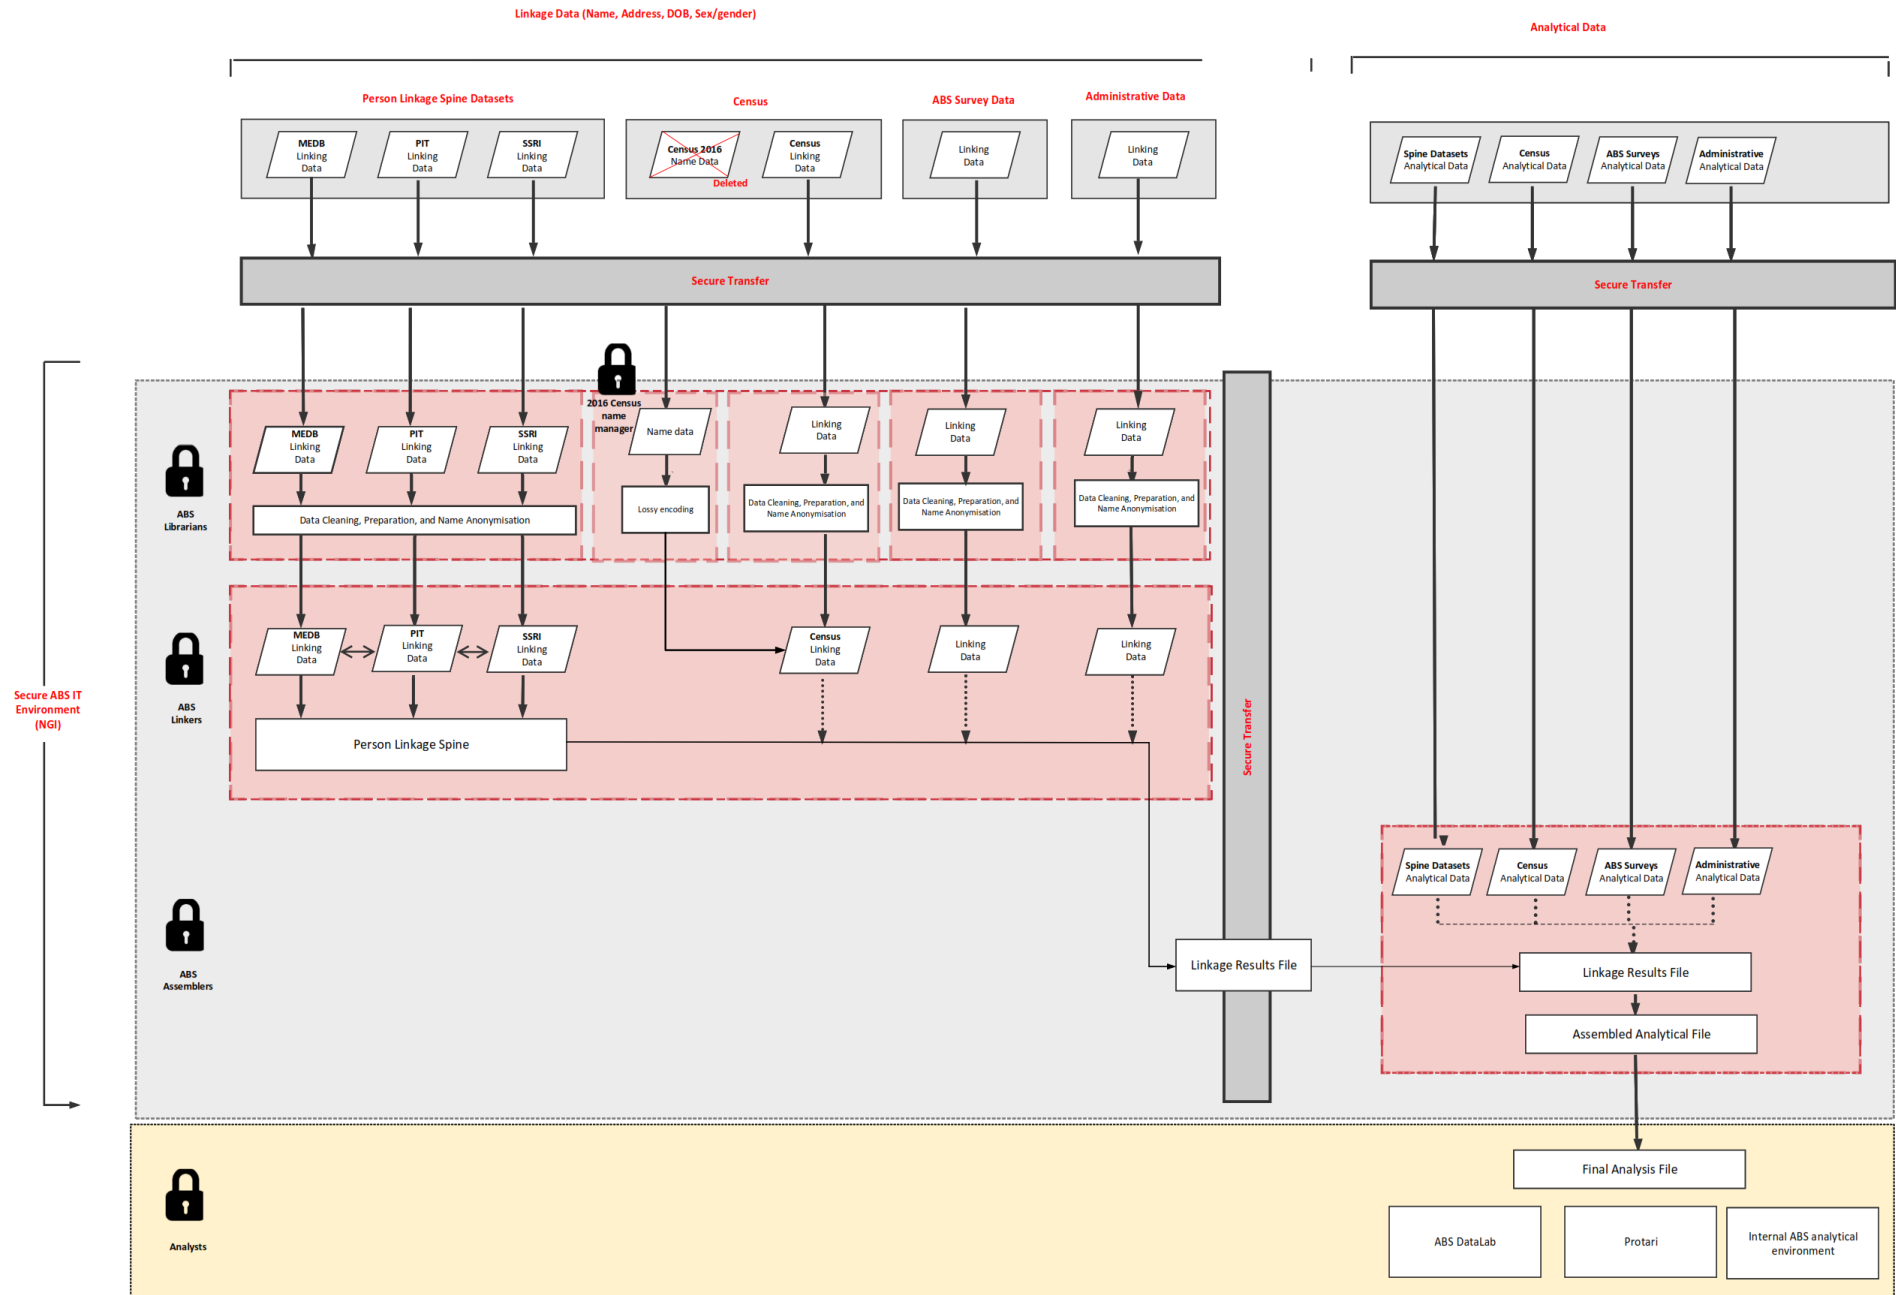 Linkage Data (Name, Address, DOB, Sex/gender)
Analytical Data
Person Linkage Spine Datasets
Census
ABS Survey Data
Administrative Data
MEDB
Linking
Data
PIT
Linking
Data
SSRI
Linking
Data
Census 2016
Name Data
Deleted
Census
Linking
Data
Linking
Data
Linking
Data
Spine Datasets
Analytical Data
Census
Analytical Data
ABS Surveys
Analytical Data
Administrative
Analytical Data
Secure Transfer
Secure Transfer
2016 Census
name
manager
MEDB
Linking
Data
PIT
Linking
Data
SSRI
Linking
Data
Name data
Linking
Data
Linking
Data
Linking
Data
ABS
Librarians
Data Cleaning, Preparation, and Name Anonymisation
Lossy encoding
Data Cleaning, Preparation, and
Name Anonymisation
Data Cleaning, Preparation, and
Name Anonymisation
Data Cleaning, Preparation, and
Name Anonymisation
Secure ABS IT
Environment
(NGI)
ABS
Linkers
MEDB
Linking
Data
PIT
Linking
Data
SSRI
Linking
Data
Census
Linking
Data
Linking
Data
Linking
Data
Person Linkage Spine
Secure Transfer
Spine Datasets
Analytical Data
Census
Analytical Data
ABS Surveys
Analytical Data
Administrative
Analytical Data
ABS
Assemblers
Linkage Results File
Linkage Results File
Assembled Analytical File
Analysts
Final Analysis File
ABS DataLab
Protari
Internal ABS analytical
environment